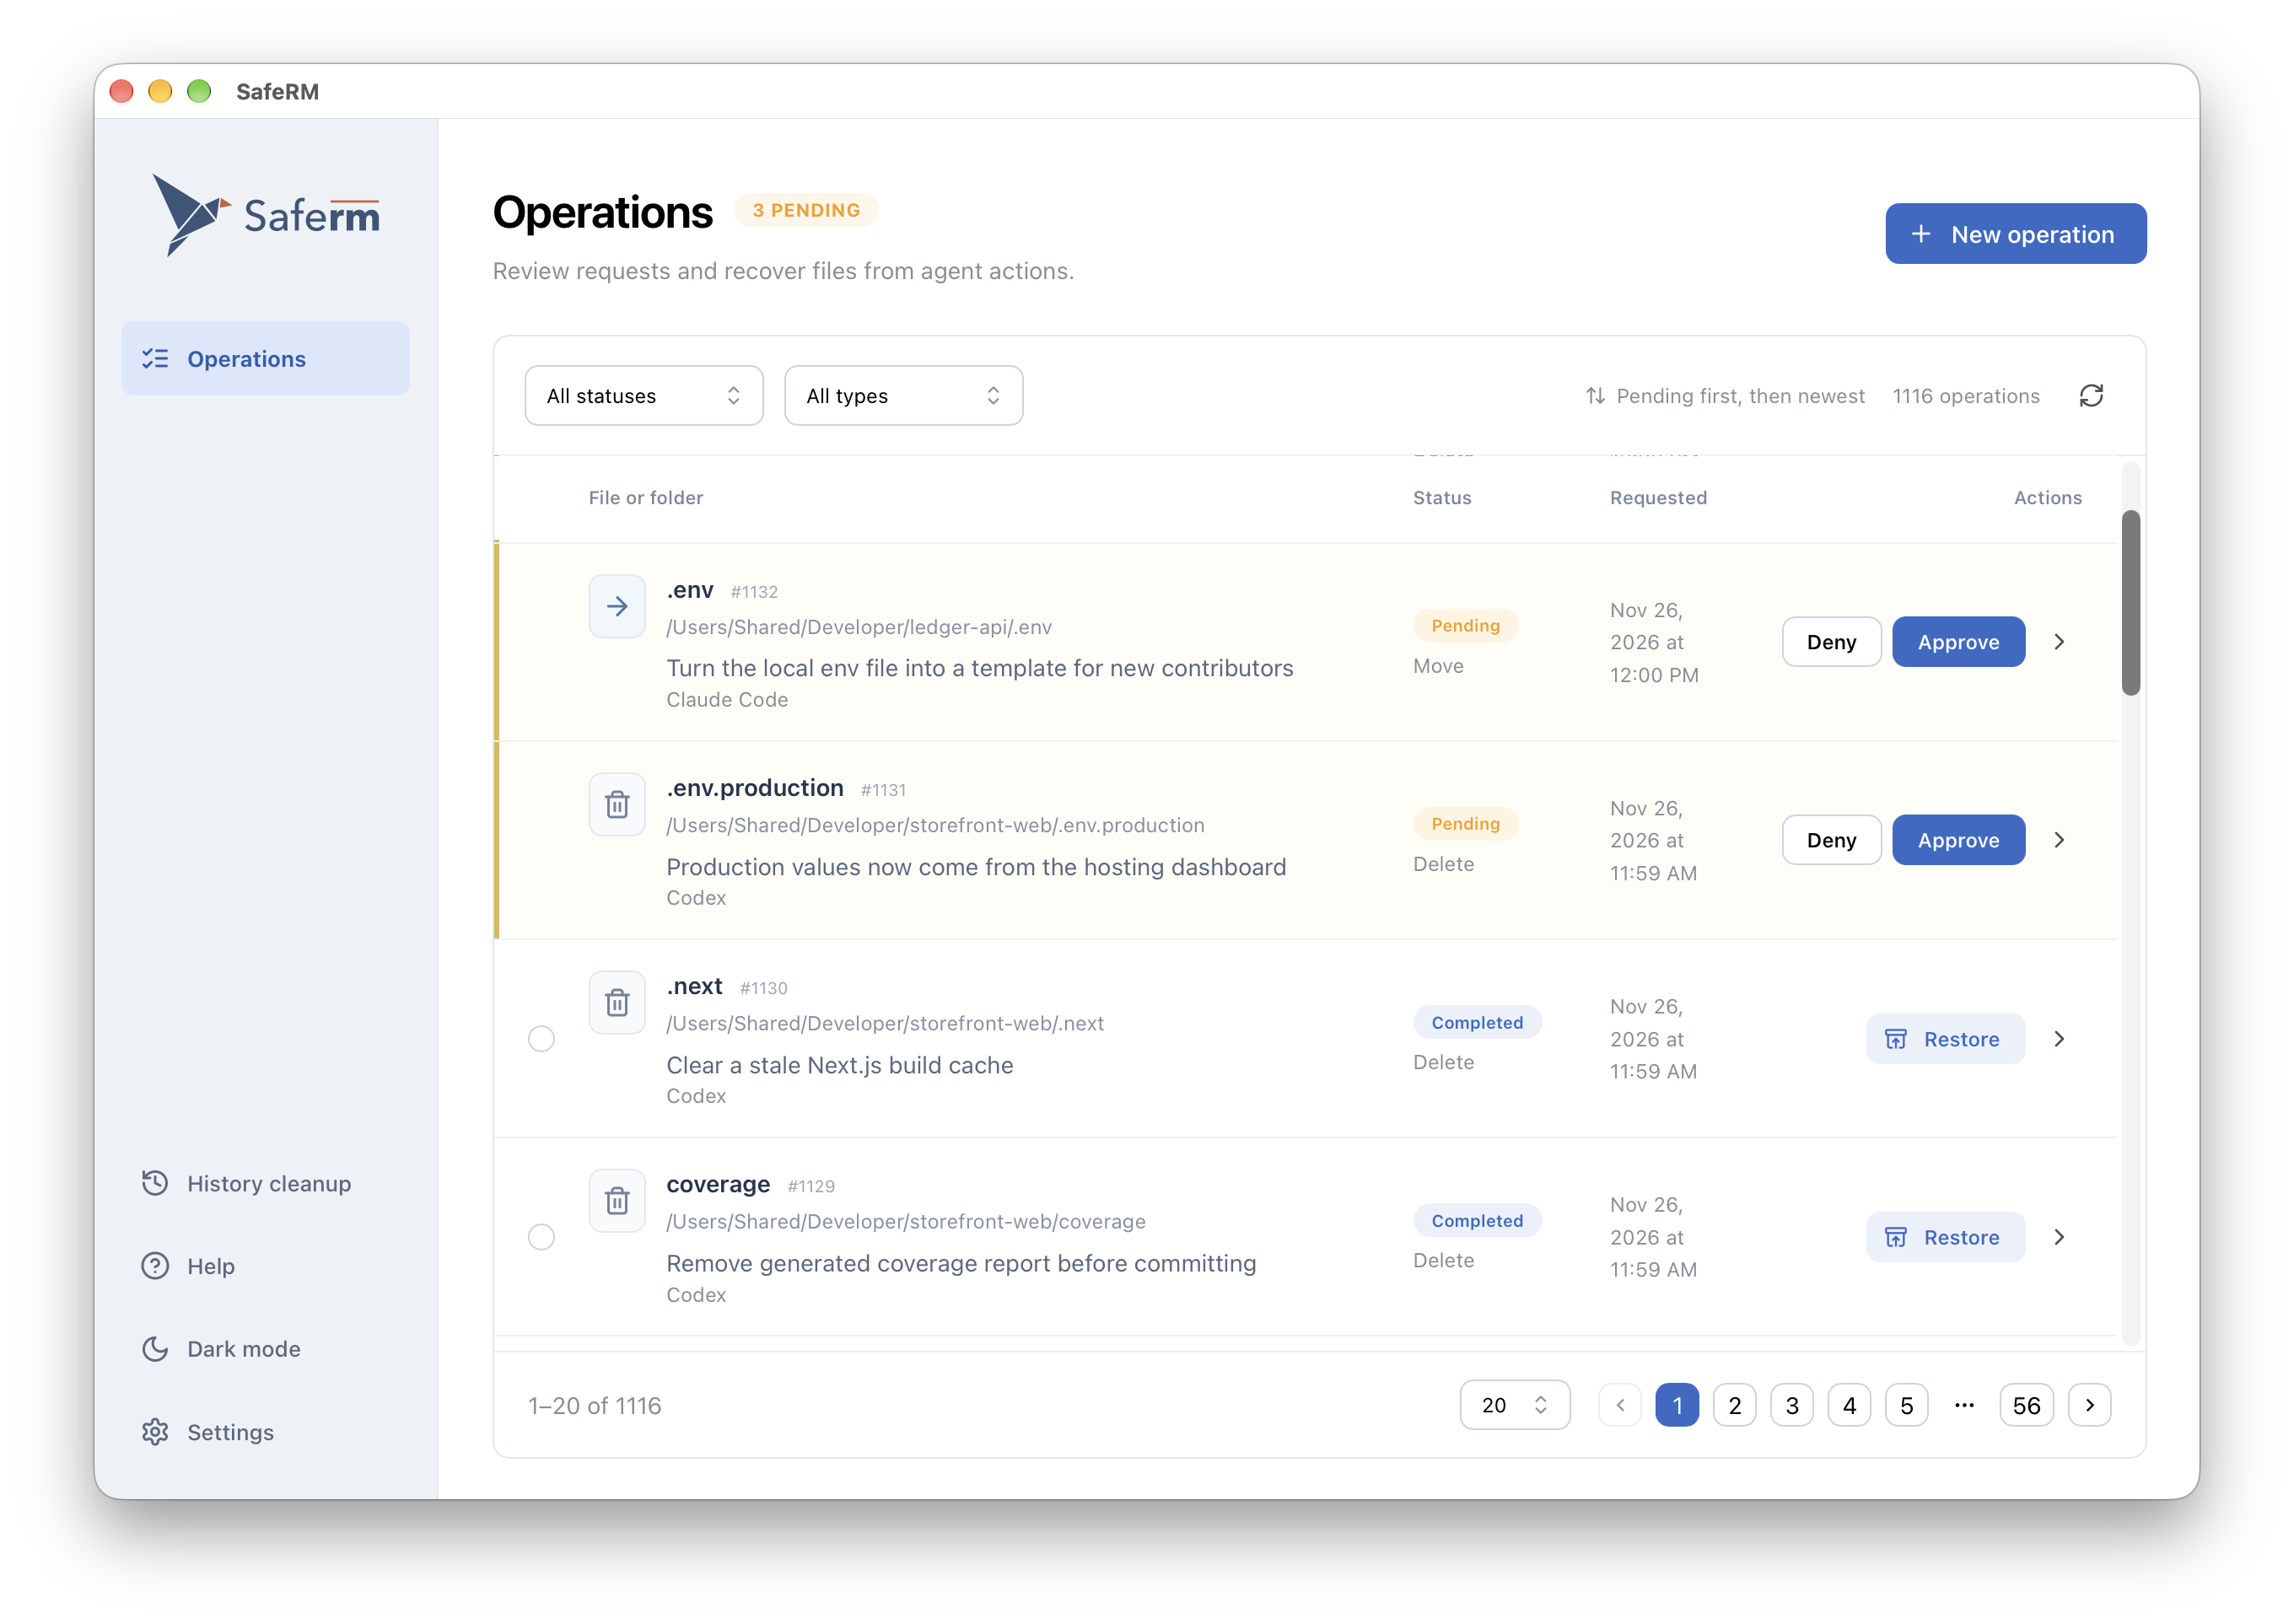 SafeRM
Saferm
Operations
History cleanup
Help
Dark mode
Settings
Operations
3 PENDING
Review requests and recover files from agent actions.
New operation
All statuses
All types
Pending first, then newest
1116 operations
File or folder
Status
Requested
Actions
.env #1132
/Users/Shared/Developer/ledger-api/.env
Turn the local env file into a template for new contributors
Claude Code
Pending
Move
Nov 26,
2026 at
12:00 PM
Deny
Approve
.env.production #1131
/Users/Shared/Developer/storefront-web/.env.production
Production values now come from the hosting dashboard
Codex
Pending
Delete
Nov 26,
2026 at
11:59 AM
Deny
Approve
.next #1130
/Users/Shared/Developer/storefront-web/.next
Clear a stale Next.js build cache
Codex
Completed
Delete
Nov 26,
2026 at
11:59 AM
Restore
coverage #1129
/Users/Shared/Developer/storefront-web/coverage
Remove generated coverage report before committing
Codex
Completed
Delete
Nov 26,
2026 at
11:59 AM
Restore
1–20 of 1116
20
1 2 3 4 5 ... 56